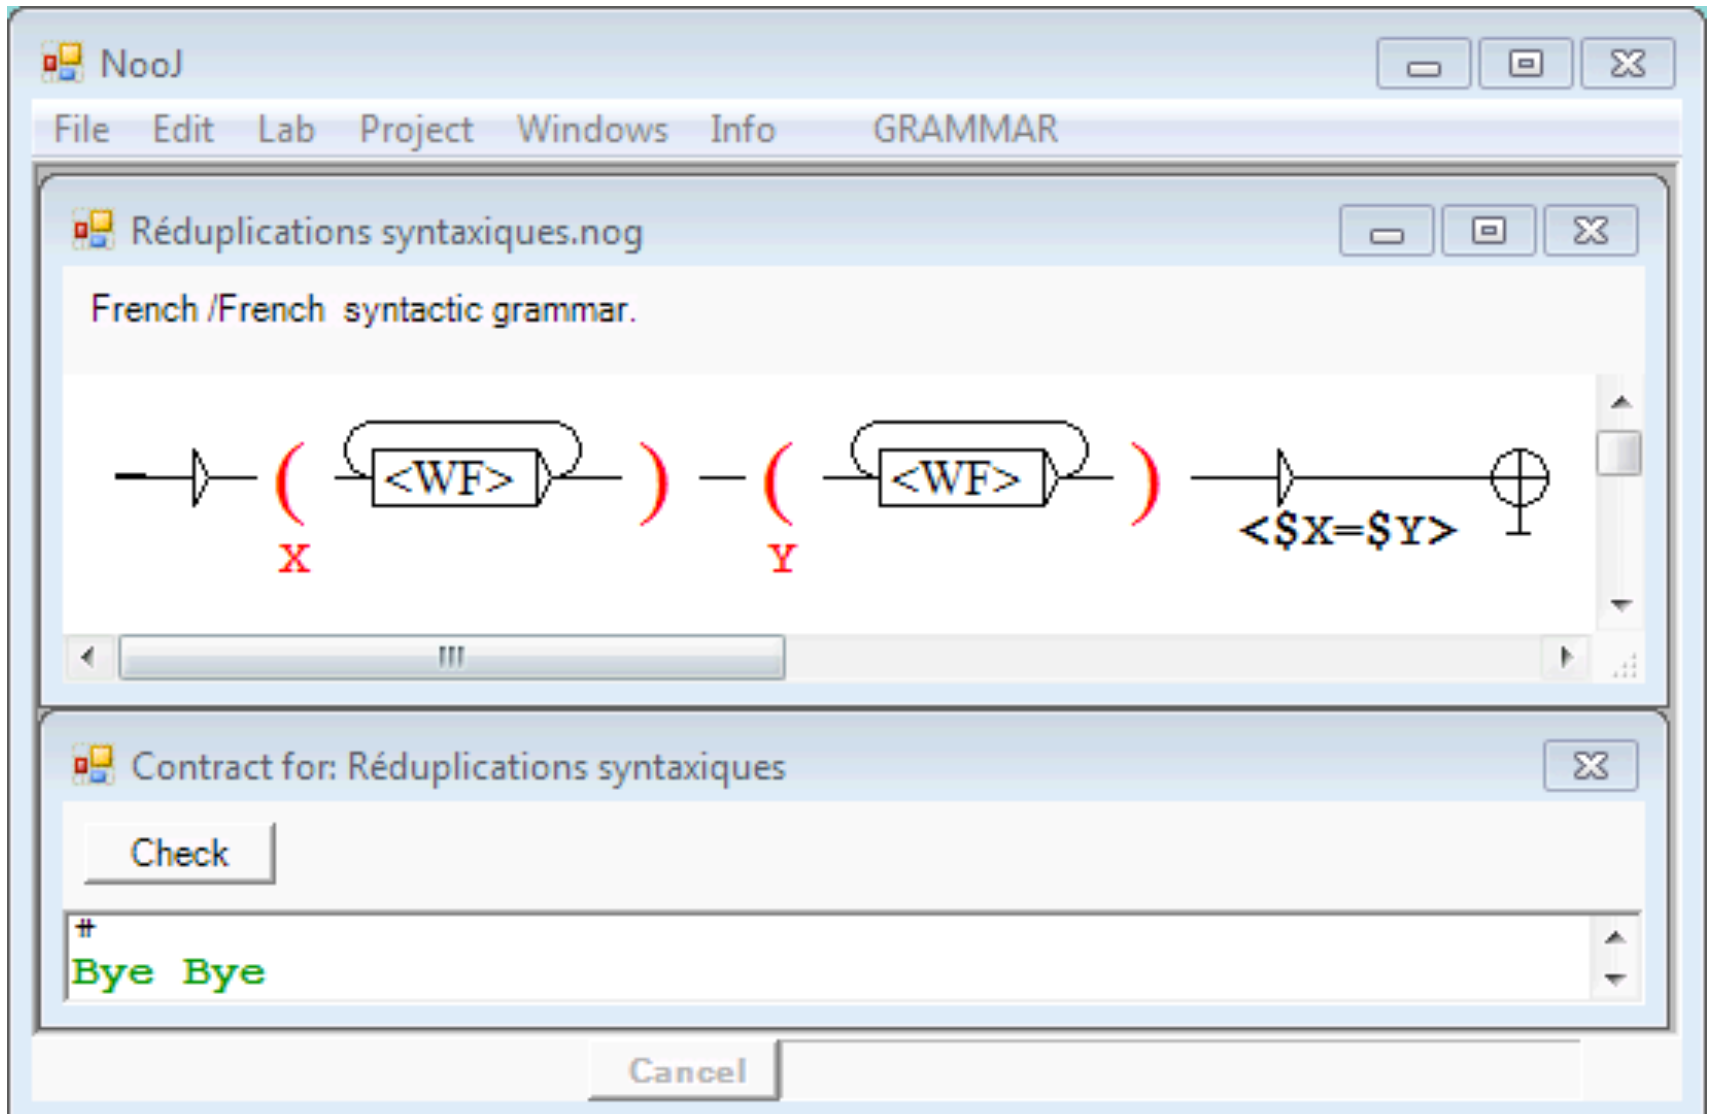 NooJ
File Edit Lab Project Windows Info GRAMMAR
Réduplications syntaxiques.nog
French /French syntactic grammar.
( <WF> ) ( <WF> )
X Y <$X=$Y>
Contract for: Réduplications syntaxiques
Check
#
Bye Bye
Cancel